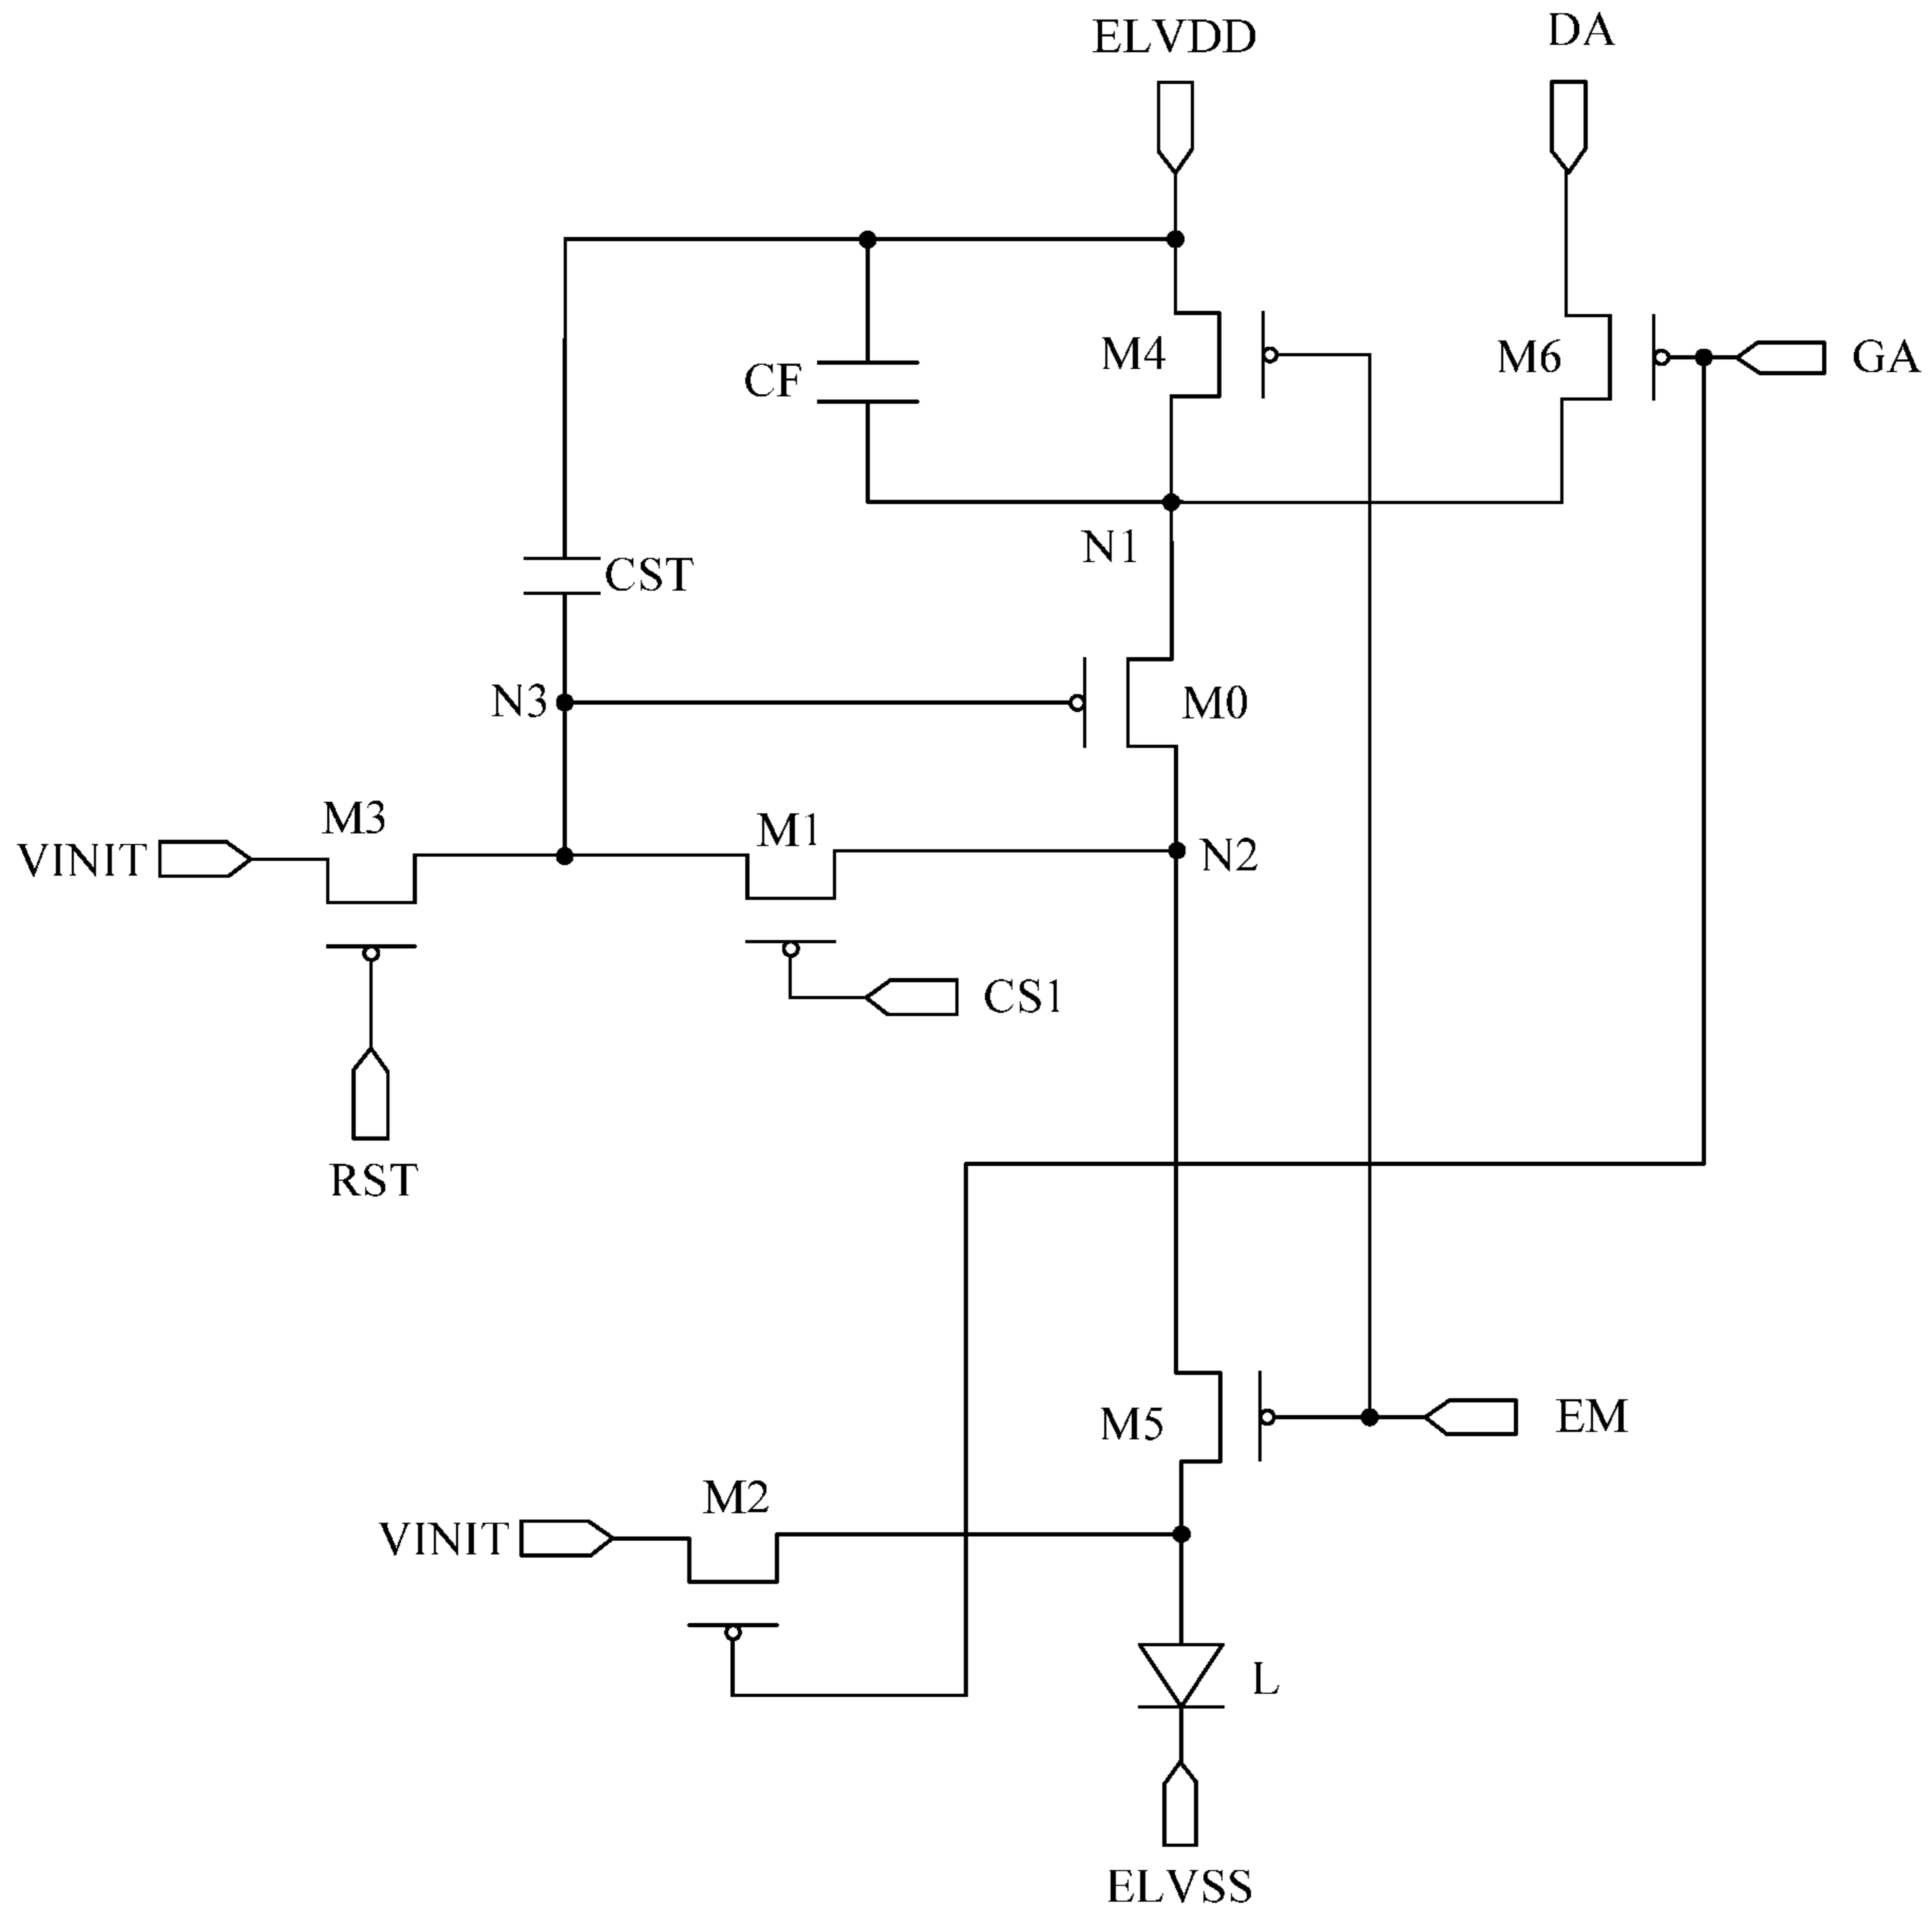 ELVDD
DA
M4
M6
GA
CF
N1
CST
N3
M0
M3
M1
VINIT
N2
CS1
RST
M5
EM
M2
VINIT
L
ELVSS